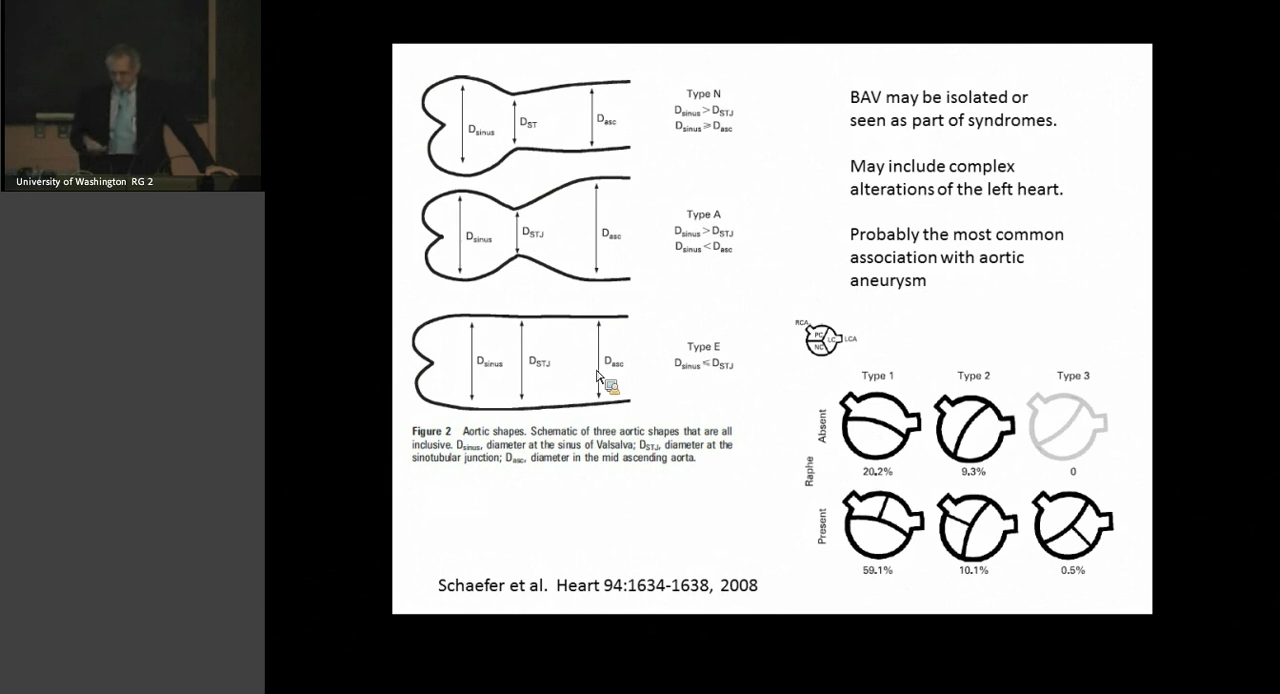 University of Washington RG 2
Dsinus
DST
Dasc
Type N
Dsinus > DSTJ
Dsinus ≥ Dasc
Dsinus
DSTJ
Dasc
Type A
Dsinus > DSTJ
Dsinus < Dasc
Dsinus
DSTJ
Dasc
Type E
Dsinus ≤ DSTJ
Figure 2 Aortic shapes. Schematic of three aortic shapes that are all
inclusive. Dsinus, diameter at the sinus of Valsalva; DSTJ, diameter at the
sinotubular junction; Dasc, diameter in the mid ascending aorta.
Schaefer et al. Heart 94:1634-1638, 2008
BAV may be isolated or
seen as part of syndromes.
May include complex
alterations of the left heart.
Probably the most common
association with aortic
aneurysm
RCA
LCA
LC
NC
Type 1
Type 2
Type 3
Raphe
Absent
20.2%
9.3%
0
Present
59.1%
10.1%
0.5%